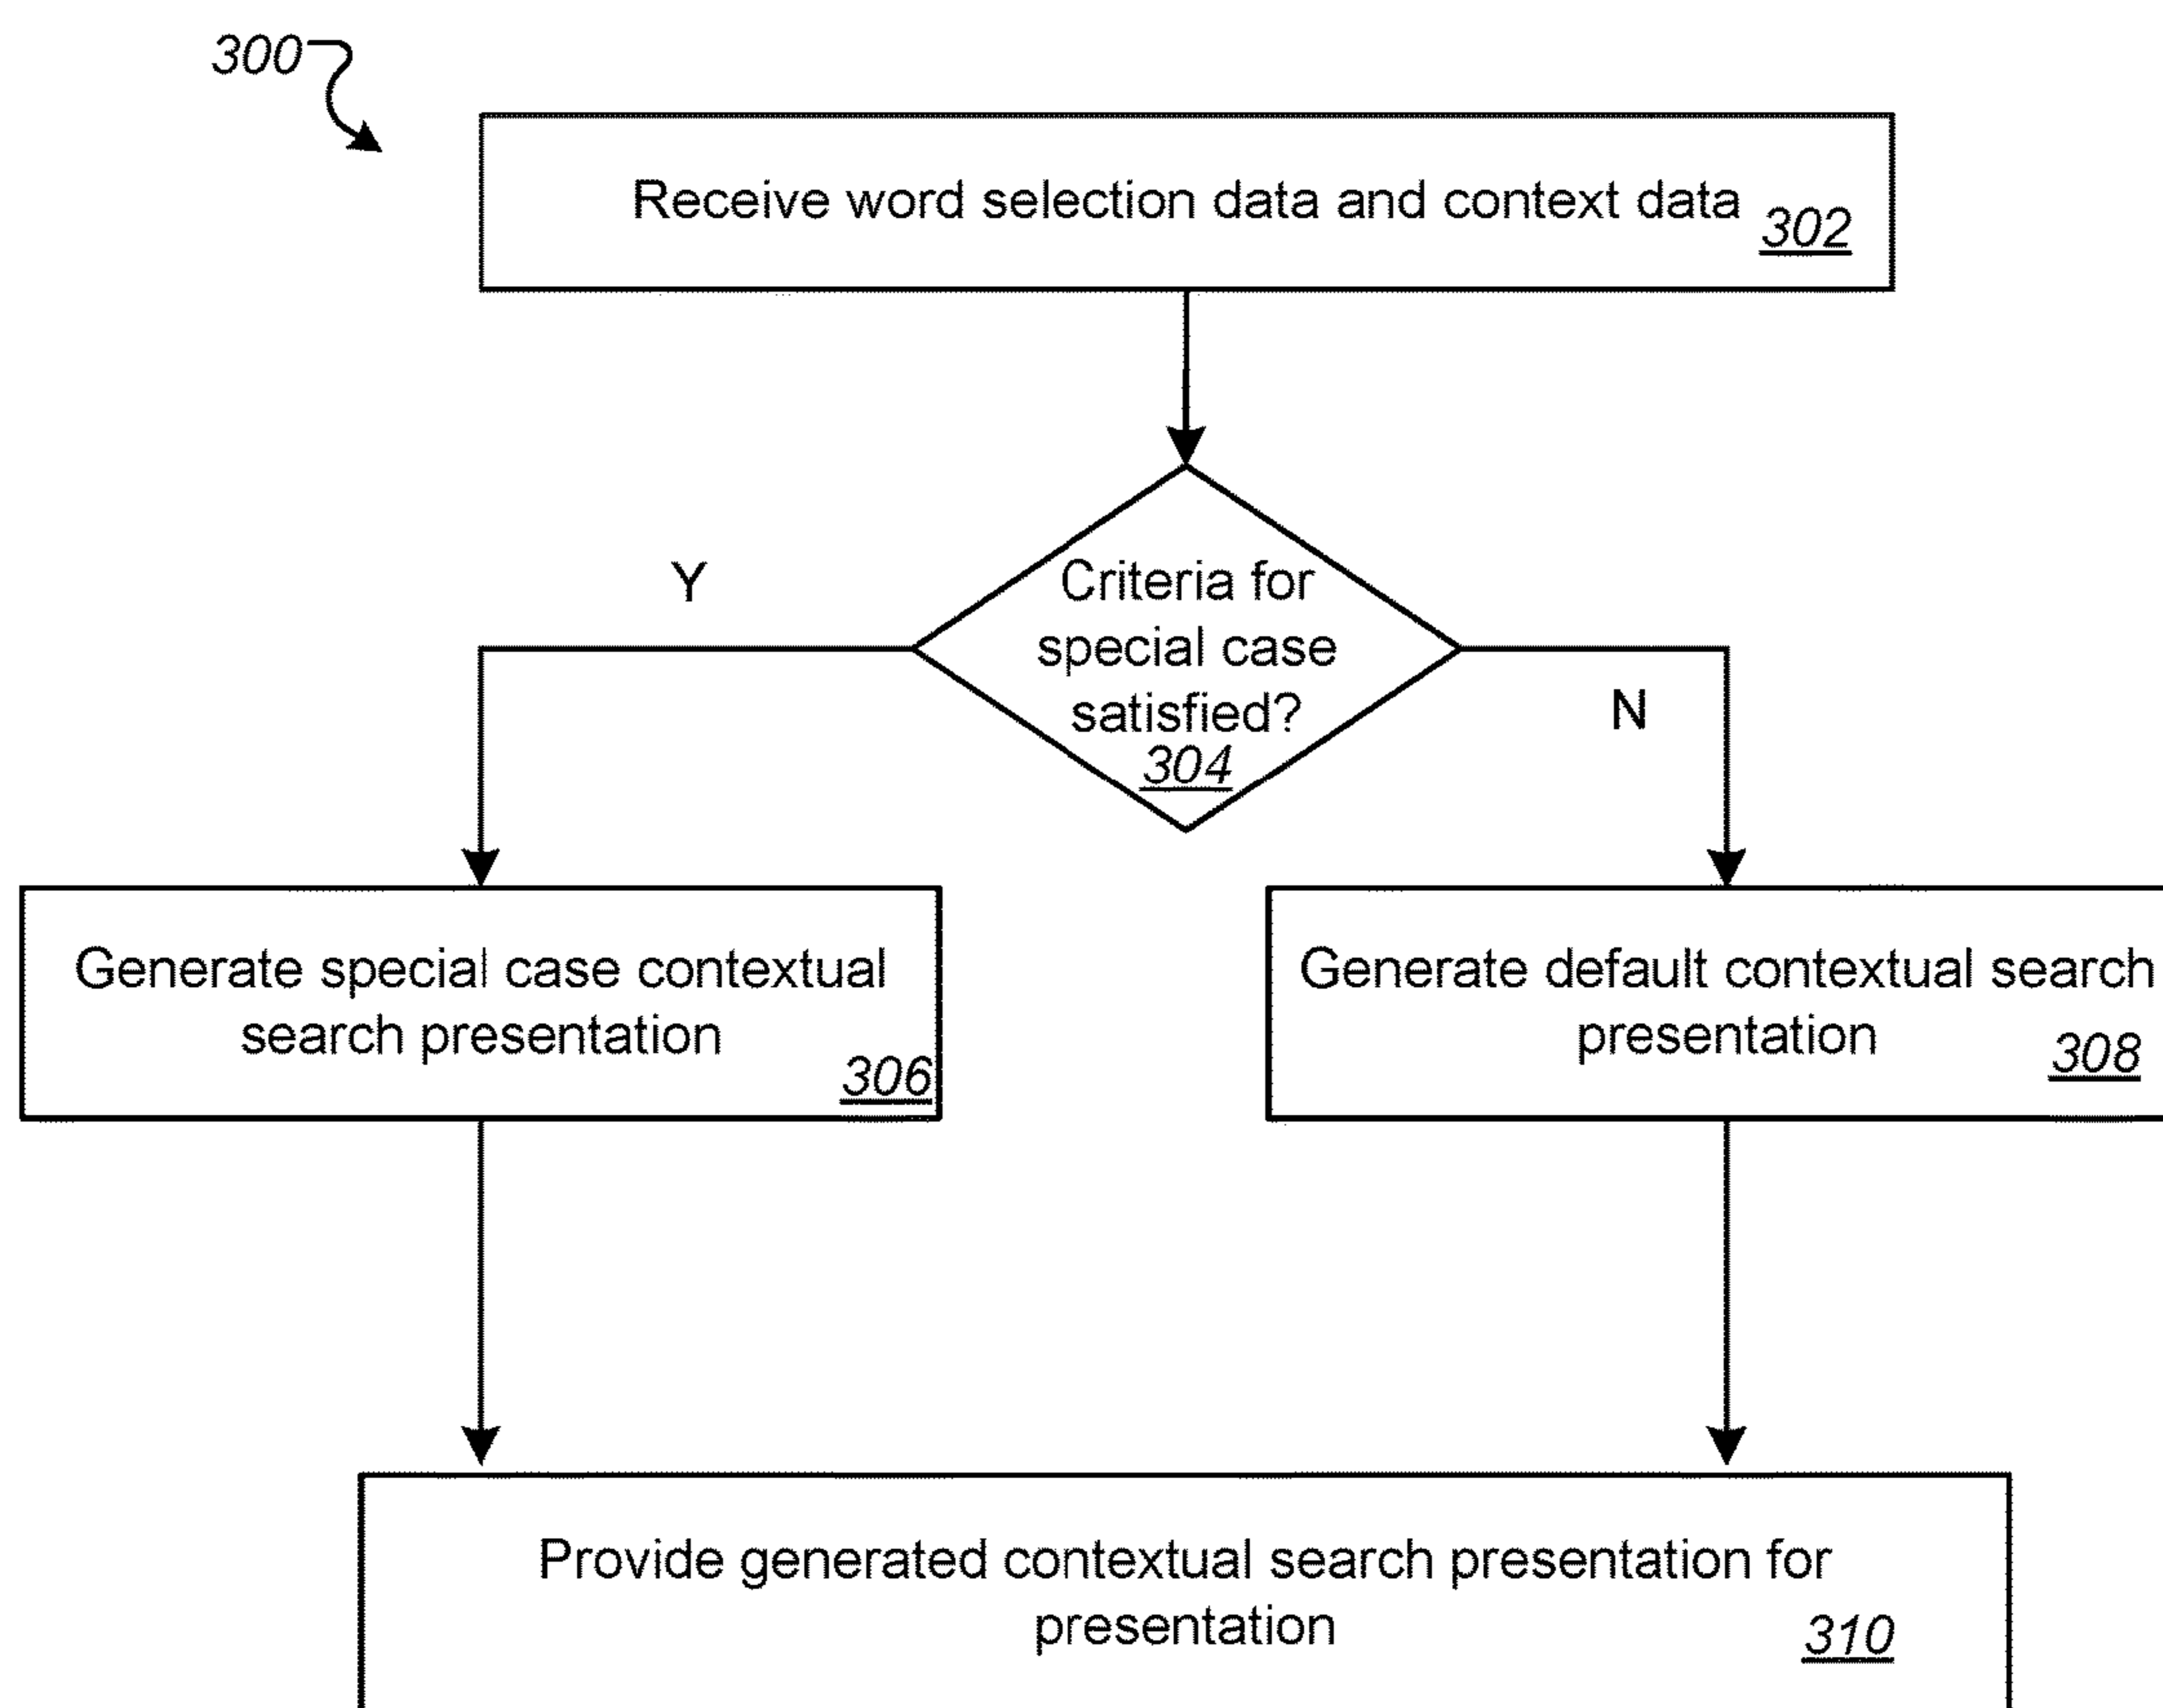 300
Receive word selection data and context data
302
Criteria for
special case
satisfied?
304
Y
N
Generate special case contextual
search presentation
306
Generate default contextual search
presentation
308
Provide generated contextual search presentation for
presentation
310